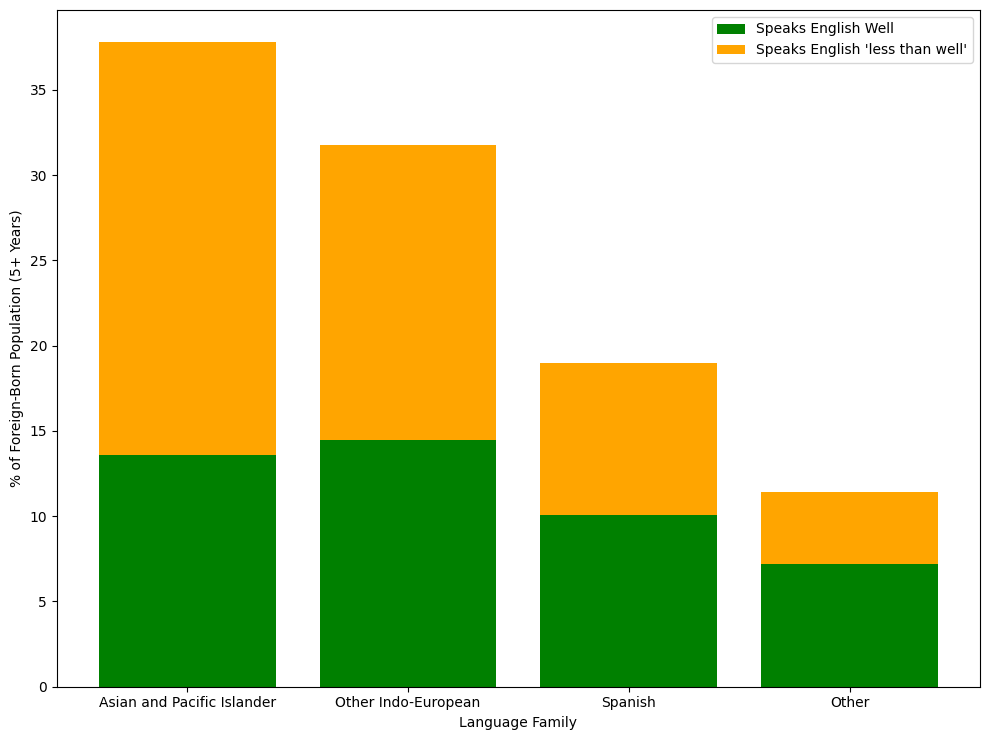 Speaks English Well
Speaks English 'less than well'
% of Foreign-Born Population (5+ Years)
35
30
25
20
15
10
5
0
Asian and Pacific Islander
Other Indo-European
Spanish
Other
Language Family